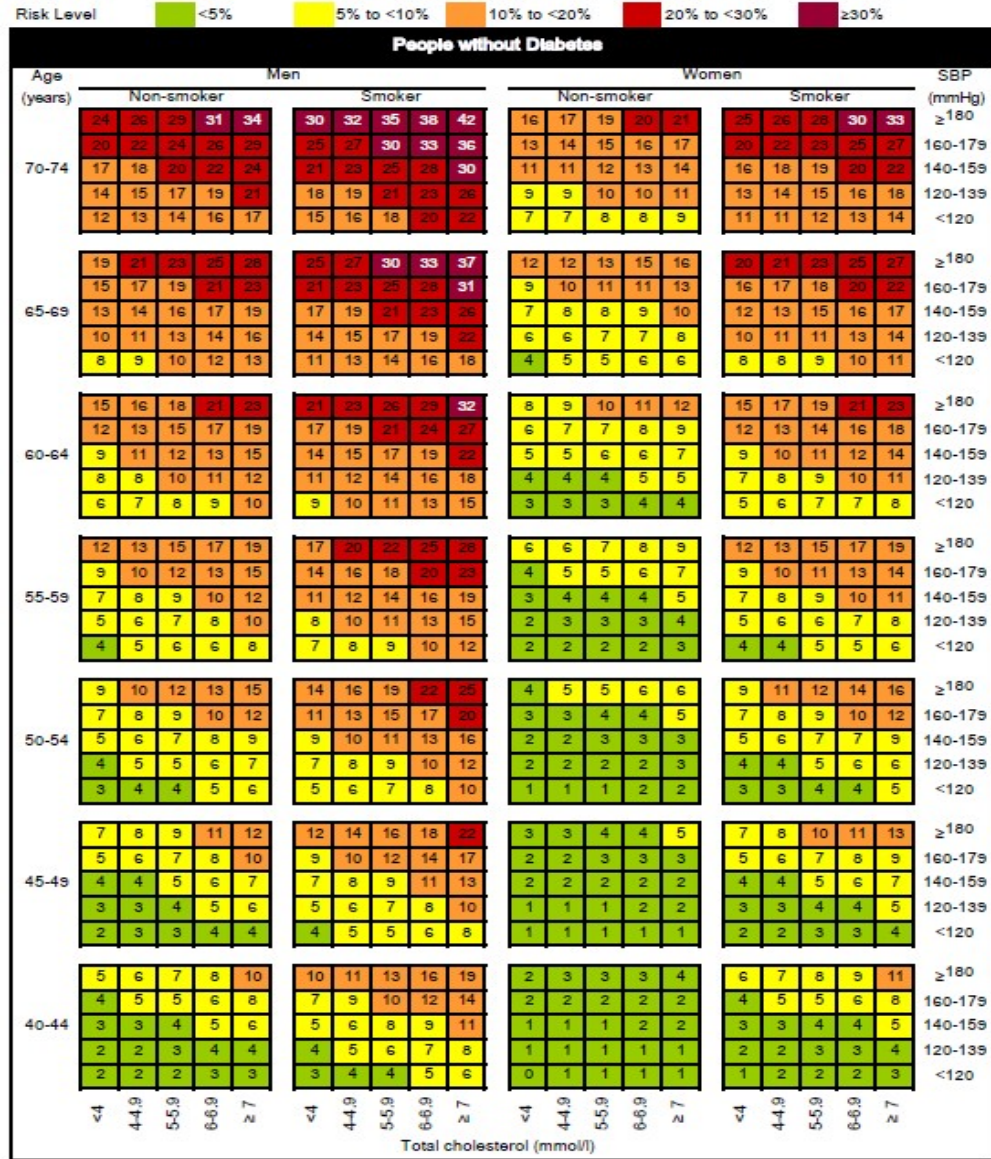 Risk Level <5% 5% to <10% 10% to <20% 20% to <30% ≥30%
People without Diabetes
Age Men Women SBP
(years) Non-smoker Smoker Non-smoker Smoker (mmHg)
24 26 29 31 34 30 32 35 38 42 16 17 19 20 21 25 26 28 30 33 ≥180
20 22 24 26 29 25 27 30 33 36 13 14 15 16 17 20 22 23 25 27 160-179
70-74 17 18 20 22 24 21 23 25 28 30 11 11 12 13 14 16 18 19 20 22 140-159
14 15 17 19 21 18 19 21 23 26 9 9 10 10 11 13 14 15 16 18 120-139
12 13 14 16 17 15 16 18 20 22 7 7 8 8 9 11 11 12 13 14 <120
19 21 23 25 28 25 27 30 33 37 12 12 13 15 16 20 21 23 25 27 ≥180
15 17 19 21 23 21 23 25 28 31 9 10 11 11 13 16 17 18 20 22 160-179
65-69 13 14 16 17 19 17 19 21 23 26 7 8 8 9 10 12 13 15 16 17 140-159
10 11 13 14 16 14 15 17 19 22 6 6 7 7 8 10 11 11 13 14 120-139
8 9 10 12 13 11 13 14 16 18 4 5 5 6 6 8 8 9 10 11 <120
15 16 18 21 23 21 23 26 29 32 8 9 10 11 12 15 17 19 21 23 ≥180
12 13 15 17 19 17 19 21 24 27 6 7 7 8 9 12 13 14 16 18 160-179
60-64 9 11 12 13 15 14 15 17 19 22 5 5 6 6 7 9 10 11 12 14 140-159
8 8 10 11 12 11 12 14 16 18 4 4 4 5 5 7 8 9 10 11 120-139
6 7 8 9 10 9 10 11 13 15 3 3 3 4 4 5 6 7 7 8 <120
12 13 15 17 19 17 20 22 25 28 6 6 7 8 9 12 13 15 17 19 ≥180
9 10 12 13 15 14 16 18 20 23 4 5 5 6 7 9 10 11 13 14 160-179
55-59 7 8 9 10 12 11 12 14 16 19 3 4 4 4 5 7 8 9 10 11 140-159
5 6 7 8 10 8 10 11 13 15 2 3 3 3 4 5 6 6 7 8 120-139
4 5 6 6 8 7 8 9 10 12 2 2 2 2 3 4 4 5 5 6 <120
9 10 12 13 15 14 16 19 22 25 4 5 5 6 6 9 11 12 14 16 ≥180
7 8 9 10 12 11 13 15 17 20 3 3 4 4 5 7 8 9 10 12 160-179
50-54 5 6 7 8 9 9 10 11 13 16 2 2 3 3 3 5 6 7 7 9 140-159
4 5 5 6 7 7 8 9 10 12 2 2 2 2 3 4 4 5 6 6 120-139
3 4 4 5 6 5 6 7 8 10 1 1 1 2 2 3 3 4 4 5 <120
7 8 9 11 12 12 14 16 18 22 3 3 4 4 5 7 8 10 11 13 ≥180
5 6 7 8 10 9 10 12 14 17 2 2 3 3 3 5 6 7 8 9 160-179
45-49 4 4 5 6 7 7 8 9 11 13 2 2 2 2 2 4 4 5 6 7 140-159
3 3 4 5 6 5 6 7 8 10 1 1 1 2 2 3 3 4 4 5 120-139
2 3 3 4 4 4 5 5 6 8 1 1 1 1 1 2 2 3 3 4 <120
5 6 7 8 10 10 11 13 16 19 2 3 3 3 4 6 7 8 9 11 ≥180
4 5 5 6 8 7 9 10 12 14 2 2 2 2 2 4 5 5 6 8 160-179
40-44 3 3 4 5 6 5 6 8 9 11 1 1 1 2 2 3 3 4 4 5 140-159
2 2 3 4 4 4 5 6 7 8 1 1 1 1 1 2 2 3 3 4 120-139
2 2 2 3 3 3 4 4 5 6 0 1 1 1 1 1 2 2 2 3 <120
<4 4-4.9 5-5.9 6-6.9 ≥ 7 <4 4-4.9 5-5.9 6-6.9 ≥ 7 <4 4-4.9 5-5.9 6-6.9 ≥ 7 <4 4-4.9 5-5.9 6-6.9 ≥ 7
Total cholesterol (mmol/l)